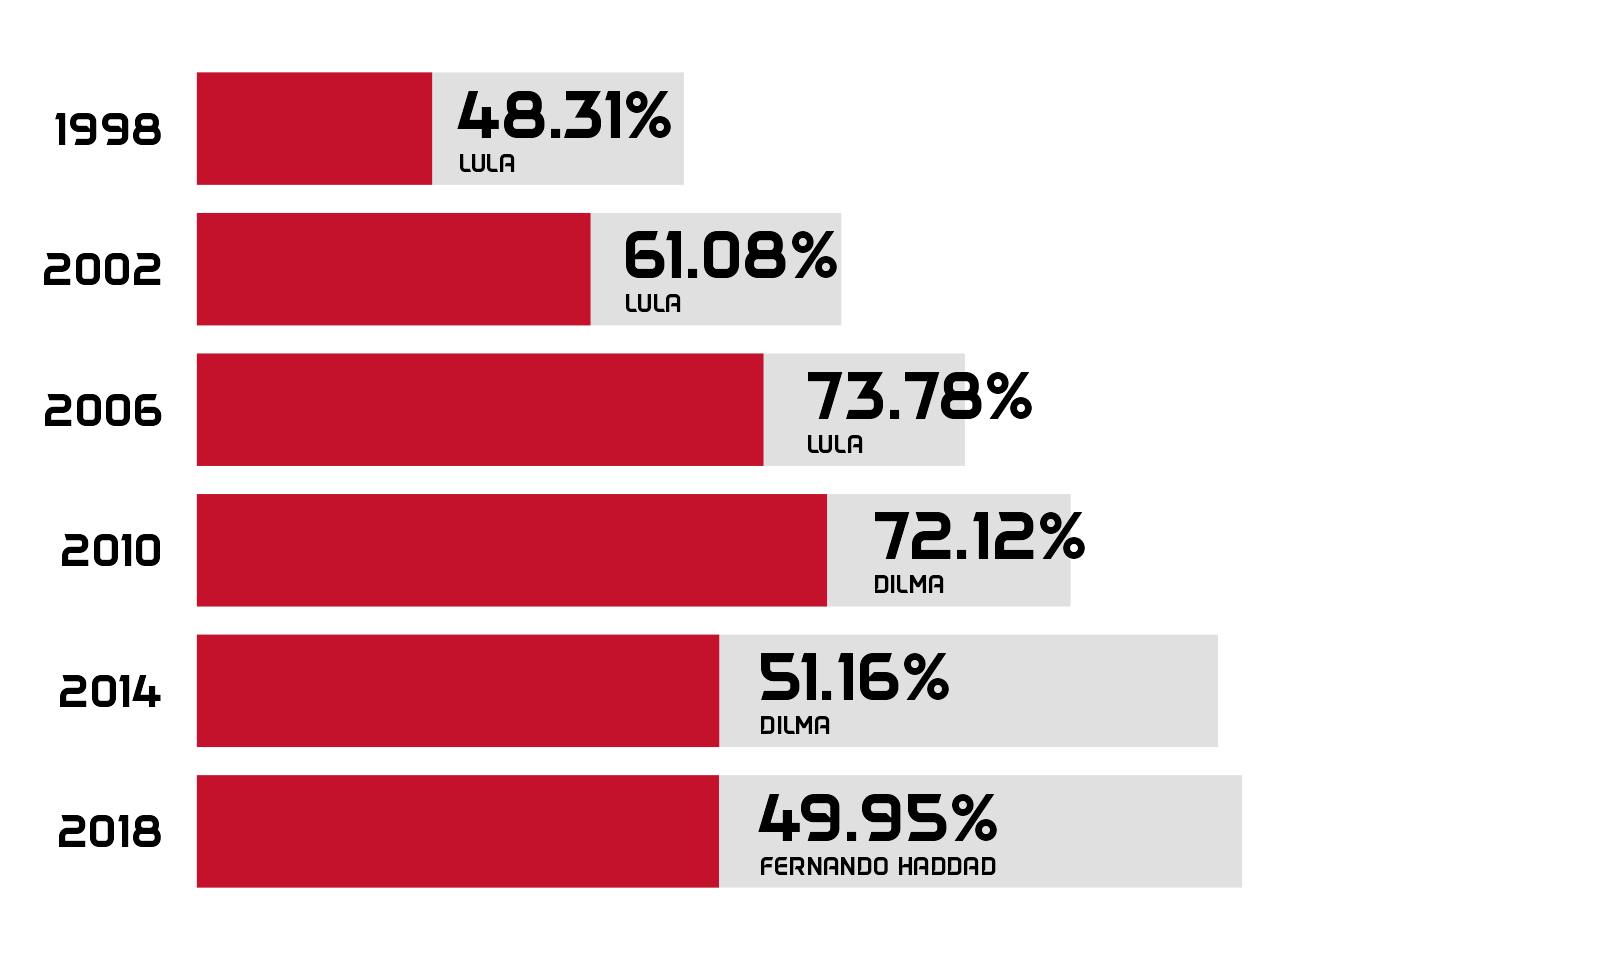 1998
48.31%
LULA
2002
61.08%
LULA
2006
73.78%
LULA
2010
72.12%
DILMA
2014
51.16%
DILMA
2018
49.95%
FERNANDO HADDAD